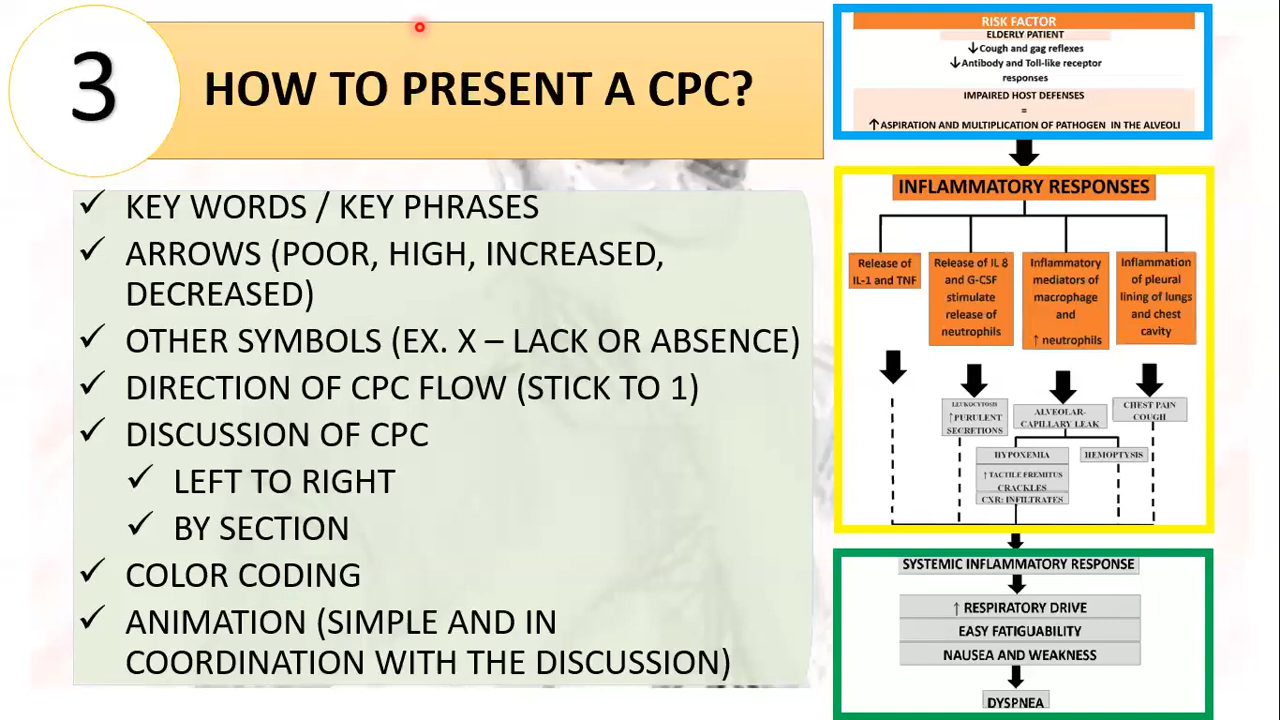 3
HOW TO PRESENT A CPC?
KEY WORDS / KEY PHRASES
ARROWS (POOR, HIGH, INCREASED,
DECREASED)
OTHER SYMBOLS (EX. X – LACK OR ABSENCE)
DIRECTION OF CPC FLOW (STICK TO 1)
DISCUSSION OF CPC
LEFT TO RIGHT
BY SECTION
COLOR CODING
ANIMATION (SIMPLE AND IN
COORDINATION WITH THE DISCUSSION)
RISK FACTOR
ELDERLY PATIENT
↓Cough and gag reflexes
↓Antibody and Toll-like receptor
responses
IMPAIRED HOST DEFENSES
=
↑ASPIRATION AND MULTIPLICATION OF PATHOGEN IN THE ALVEOLI
INFLAMMATORY RESPONSES
Release of
IL-1 and TNF
Release of IL 8
and G-CSF
stimulate
release of
neutrophils
Inflammatory
mediators of
macrophage
and
↑ neutrophils
Inflammation
of pleural
lining of lungs
and chest
cavity
LEUKOCYTOSIS
↑PURULENT
SECRETIONS
ALVEOLAR-
CAPILLARY LEAK
CHEST PAIN
COUGH
HYPOXEMIA
↑ TACTILE FREMITUS
CRACKLES
CXR: INFILTRATES
HEMOPTYSIS
SYSTEMIC INFLAMMATORY RESPONSE
↑ RESPIRATORY DRIVE
EASY FATIGUABILITY
NAUSEA AND WEAKNESS
DYSPNEA